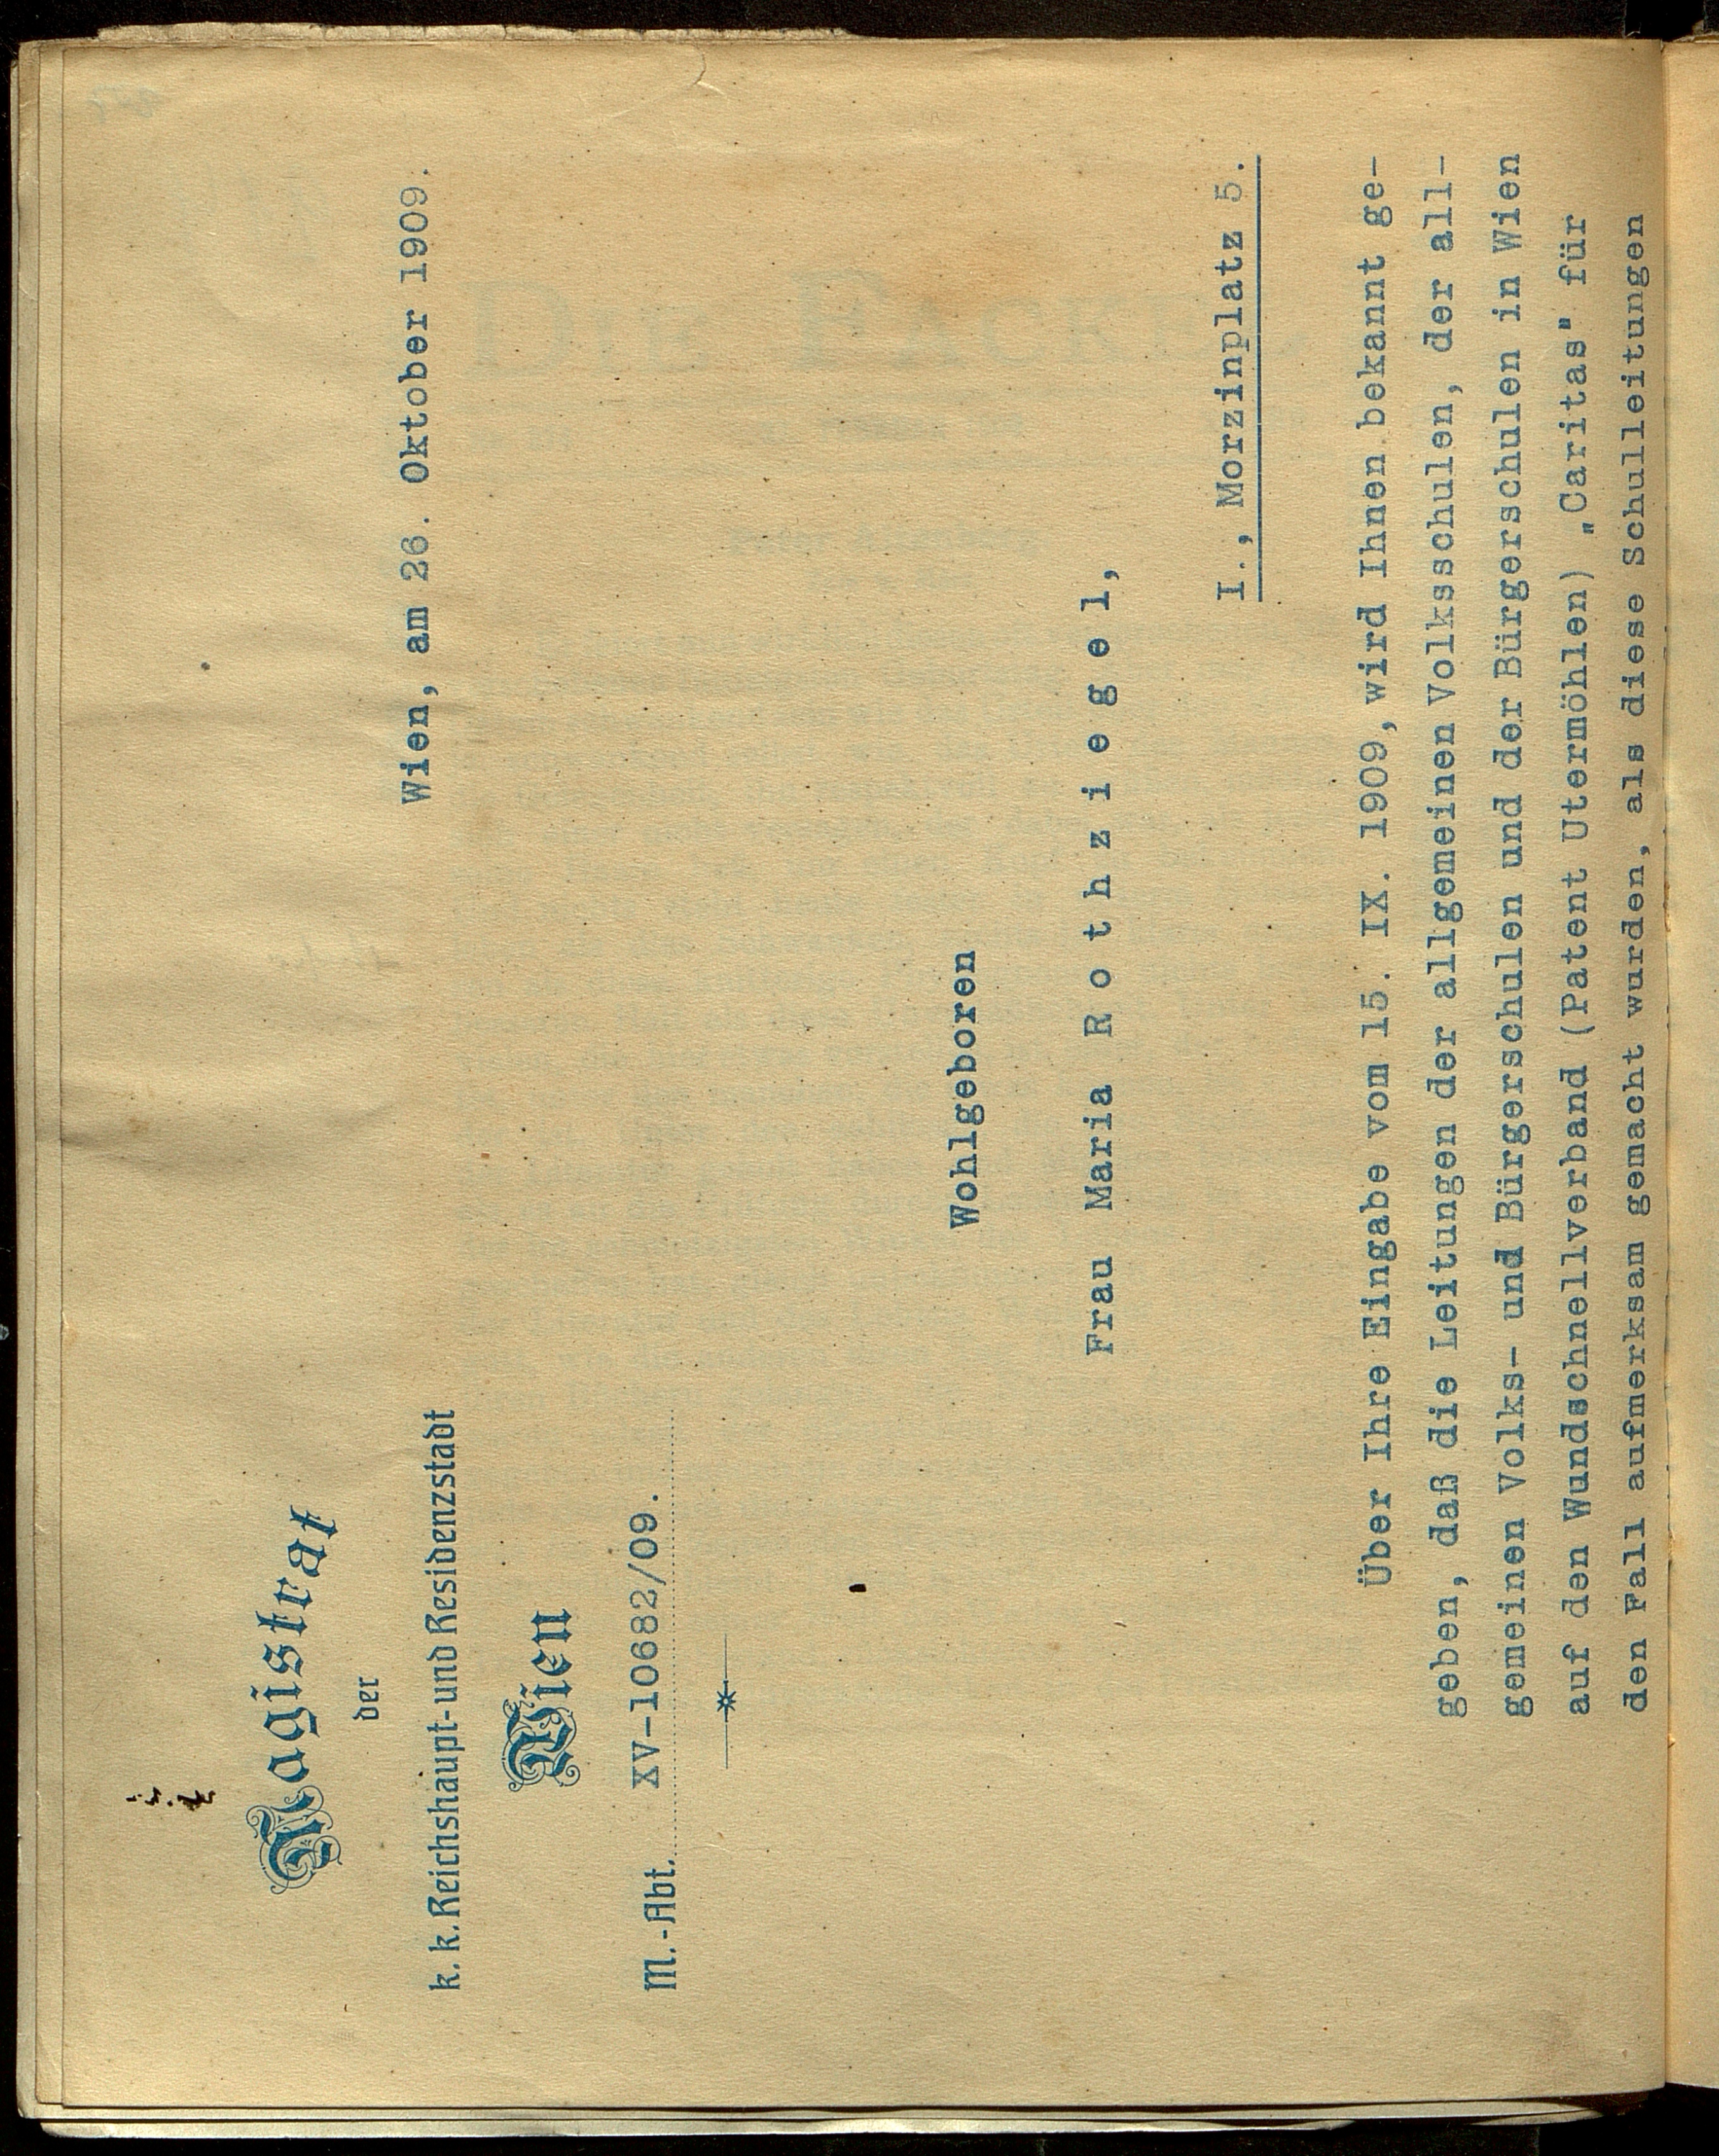 Magistrat
der
k. k. Reichshaupt- und Residenzstadt
Wien
M.-Abt. XV-10682/09.
Wien, am 26. Oktober 1909.
Wohlgeboren
Frau Maria R o t h z i e g e l,
I., Morzinplatz 5.
Über Ihre Eingabe vom 15. IX. 1909, wird Ihnen bekannt ge-
geben, daß die Leitungen der allgemeinen Volksschulen, der all-
gemeinen Volks- und Bürgerschulen und der Bürgerschulen in Wien
auf den Wundschnellverband (Patent Utermöhlen) „Caritas" für
den Fall aufmerksam gemacht wurden, als diese Schulleitungen